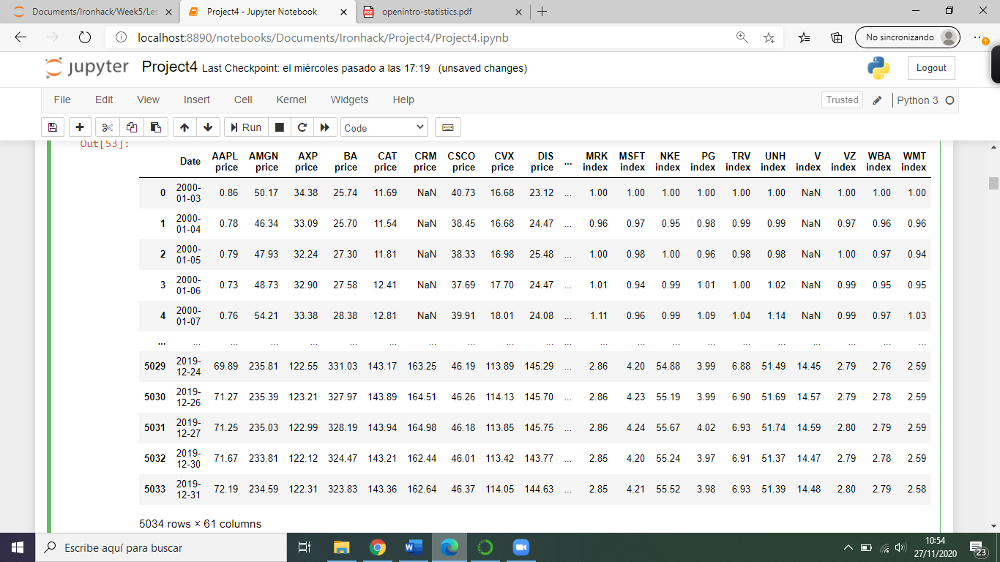 Documents/Ironhack/Week5/Les
Project4 - Jupyter Notebook
PDF
openintro-statistics.pdf
localhost:8890/notebooks/Documents/Ironhack/Project4/Project4.ipynb
No sincronizando
jupyter Project4 Last Checkpoint: el miércoles pasado a las 17:19 (unsaved changes)
Logout
File Edit View Insert Cell Kernel Widgets Help
Trusted
Python 3
Run
Code
Out[53]:
Date AAPL price AMGN price AXP price BA price CAT price CRM price CSCO price CVX price DIS price ... MRK index MSFT index NKE index PG index TRV index UNH index V index VZ index WBA index WMT index
0 2000-01-03 0.86 50.17 34.38 25.74 11.69 NaN 40.73 16.68 23.12 ... 1.00 1.00 1.00 1.00 1.00 1.00 NaN 1.00 1.00 1.00
1 2000-01-04 0.78 46.34 33.09 25.70 11.54 NaN 38.45 16.68 24.47 ... 0.96 0.97 0.95 0.98 0.99 0.99 NaN 0.97 0.96 0.96
2 2000-01-05 0.79 47.93 32.24 27.30 11.81 NaN 38.33 16.98 25.48 ... 1.00 0.98 1.00 0.96 0.98 0.98 NaN 1.00 0.97 0.94
3 2000-01-06 0.73 48.73 32.90 27.58 12.41 NaN 37.69 17.70 24.47 ... 1.01 0.94 0.99 1.01 1.00 1.02 NaN 0.99 0.95 0.95
4 2000-01-07 0.76 54.21 33.38 28.38 12.81 NaN 39.91 18.01 24.08 ... 1.11 0.96 0.99 1.09 1.04 1.14 NaN 0.99 0.97 1.03
... ... ... ... ... ... ... ... ... ... ... ... ... ... ... ... ... ... ... ... ... ...
5029 2019-12-24 69.89 235.81 122.55 331.03 143.17 163.25 46.19 113.89 145.29 ... 2.86 4.20 54.88 3.99 6.88 51.49 14.45 2.79 2.76 2.59
5030 2019-12-26 71.27 235.39 123.21 327.97 143.89 164.51 46.26 114.13 145.70 ... 2.86 4.23 55.19 3.99 6.90 51.69 14.57 2.79 2.78 2.59
5031 2019-12-27 71.25 235.03 122.99 328.19 143.94 164.98 46.18 113.85 145.75 ... 2.86 4.24 55.67 4.02 6.93 51.74 14.59 2.80 2.79 2.59
5032 2019-12-30 71.67 233.81 122.12 324.47 143.21 162.44 46.01 113.42 143.77 ... 2.85 4.20 55.24 3.97 6.91 51.37 14.47 2.79 2.78 2.59
5033 2019-12-31 72.19 234.59 122.31 323.83 143.36 162.64 46.37 114.05 144.63 ... 2.85 4.21 55.52 3.98 6.93 51.39 14.48 2.80 2.79 2.58
5034 rows × 61 columns
Escribe aquí para buscar
10:54
27/11/2020
23